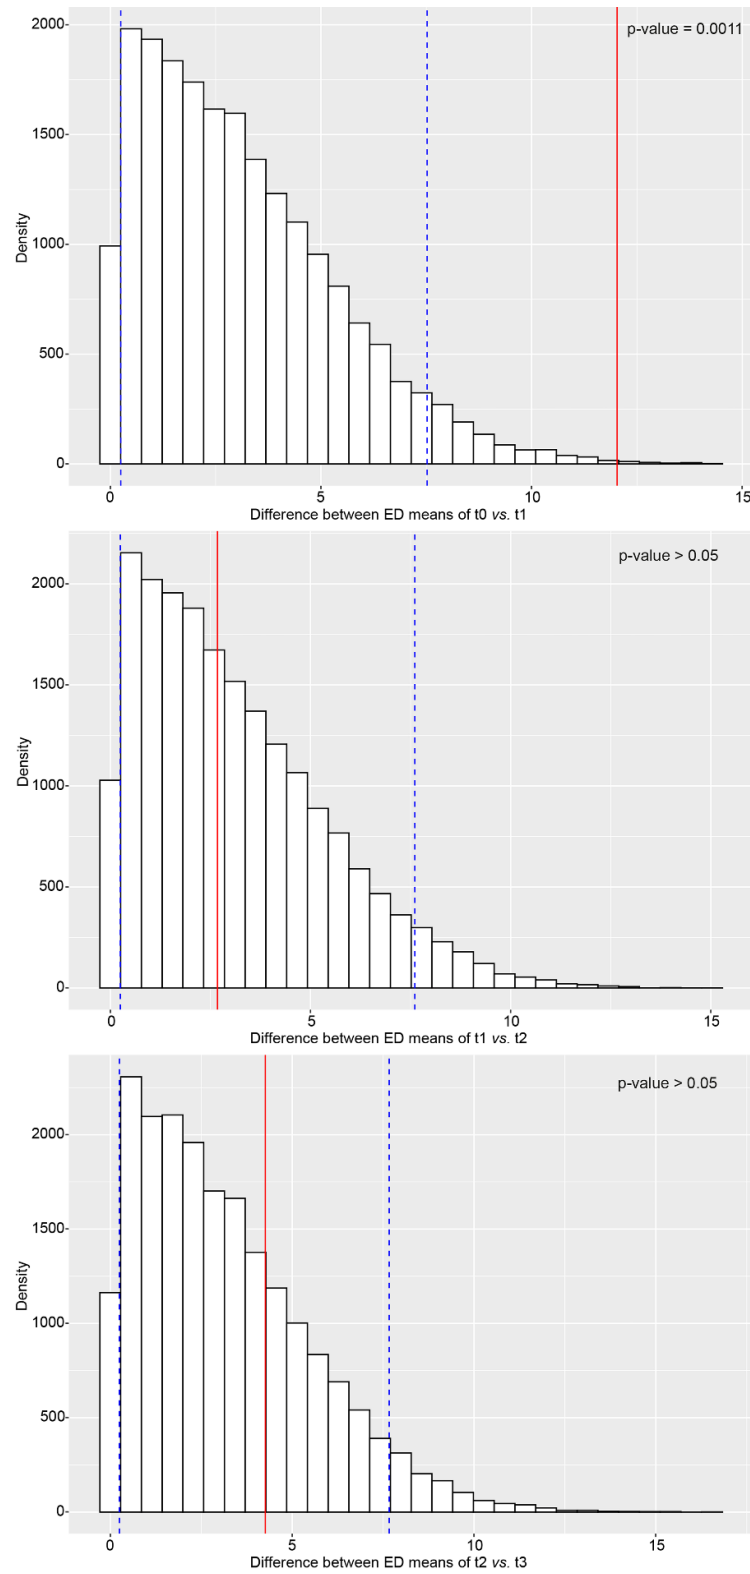 p-value = 0.0011
2000
1500
1000
500
0
Density
0 5 10 15
Difference between ED means of t0 vs. t1
p-value > 0.05
2000
1500
1000
500
0
Density
0 5 10 15
Difference between ED means of t1 vs. t2
p-value > 0.05
2000
1500
1000
500
0
Density
0 5 10 15
Difference between ED means of t2 vs. t3